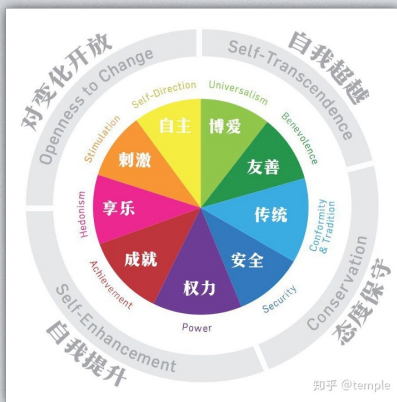 对变化开放
Openness to Change
自我超越
Self-Transcendence
态度保守
Conservation
自我提升
Self-Enhancement
Self-Direction
自主
Universalism
博爱
Benevolence
友善
Conformity
& Tradition
传统
Security
安全
Power
权力
Achievement
成就
Hedonism
享乐
Stimulation
刺激
知乎 @temple